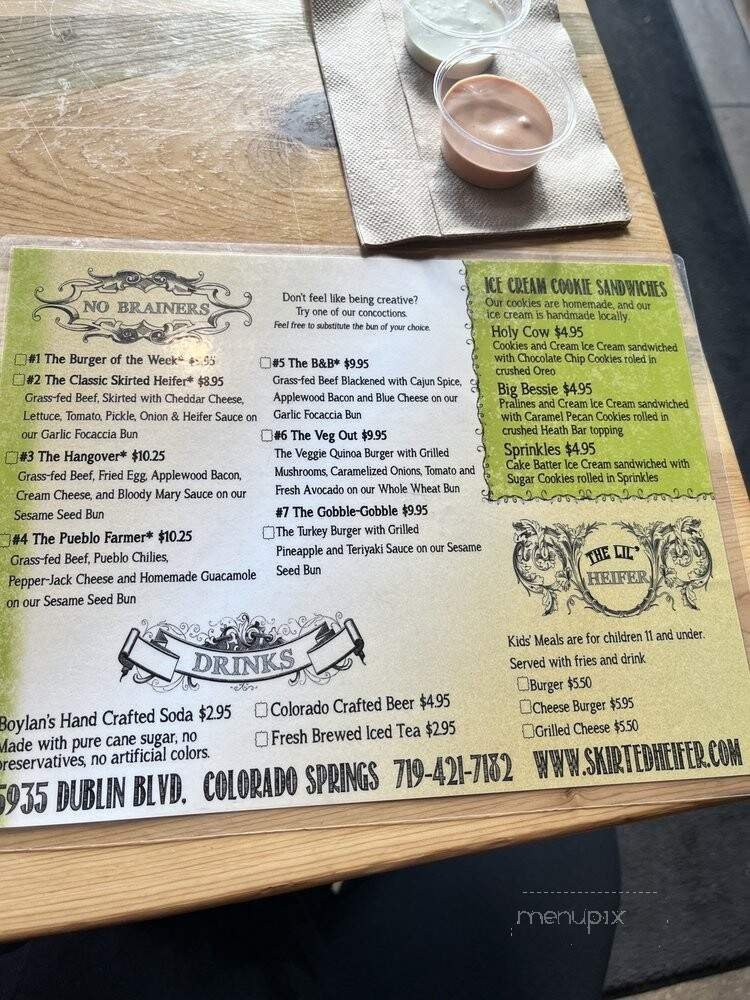 NO BRAINERS
Don't feel like being creative?
Try one of our concoctions.
Feel free to substitute the bun of your choice.
#1 The Burger of the Week*
#2 The Classic Skirted Heifer* $8.95
Grass-fed Beef, Skirted with Cheddar Cheese,
Lettuce, Tomato, Pickle, Onion & Heifer Sauce on
our Garlic Focaccia Bun
#3 The Hangover* $10.25
Grass-fed Beef, Fried Egg, Applewood Bacon,
Cream Cheese, and Bloody Mary Sauce on our
Sesame Seed Bun
#4 The Pueblo Farmer* $10.25
Grass-fed Beef, Pueblo Chilies,
Pepper-Jack Cheese and Homemade Guacamole
on our Sesame Seed Bun
#5 The B&B* $9.95
Grass-fed Beef Blackened with Cajun Spice,
Applewood Bacon and Blue Cheese on our
Garlic Focaccia Bun
#6 The Veg Out $9.95
The Veggie Quinoa Burger with Grilled
Mushrooms, Caramelized Onions, Tomato and
Fresh Avocado on our Whole Wheat Bun
#7 The Gobble-Gobble $9.95
The Turkey Burger with Grilled
Pineapple and Teriyaki Sauce on our Sesame
Seed Bun
ICE CREAM COOKIE SANDWICHES
Our cookies are homemade, and our
ice cream is handmade locally.
Holy Cow $4.95
Cookies and Cream Ice Cream sandwiched
with Chocolate Chip Cookies roled in
crushed Oreo
Big Bessie $4.95
Pralines and Cream Ice Cream sandwiched
with Caramel Pecan Cookies rolled in
crushed Heath Bar topping
Sprinkles $4.95
Cake Batter Ice Cream sandwiched with
Sugar Cookies rolled in Sprinkles
THE LIL'
HEIFER
Kids' Meals are for children 11 and under.
Served with fries and drink
Burger $5.50
Cheese Burger $5.95
Grilled Cheese $5.50
DRINKS
Boylan's Hand Crafted Soda $2.95
Made with pure cane sugar, no
preservatives, no artificial colors.
Colorado Crafted Beer $4.95
Fresh Brewed Iced Tea $2.95
5935 DUBLIN BLVD, COLORADO SPRINGS 719-421-7182 WWW.SKIRTEDHEIFER.COM
menupix